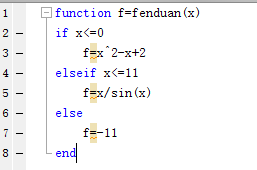 1 function f=fenduan(x)
2 - if x<=0
3 - f=x^2-x+2
4 - elseif x<=11
5 - f=x/sin(x)
6 else
7 - f=-11
8 - end